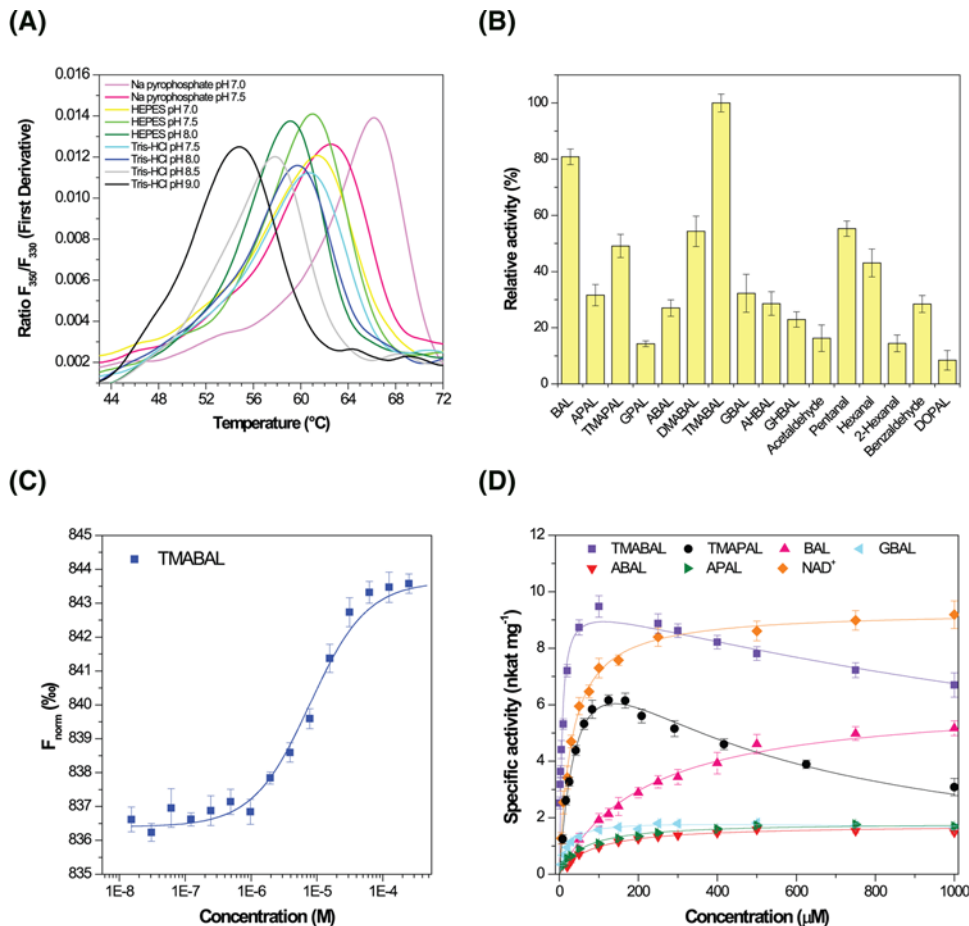 (A)
Ratio F350/F330 (First Derivative)
0.016
0.014
0.012
0.010
0.008
0.006
0.004
0.002
Na pyrophosphate pH 7.0
Na pyrophosphate pH 7.5
HEPES pH 7.0
HEPES pH 7.5
HEPES pH 8.0
Tris-HCl pH 7.5
Tris-HCl pH 8.0
Tris-HCl pH 8.5
Tris-HCl pH 9.0
44 48 52 56 60 64 68 72
Temperature (°C)
(B)
Relative activity (%)
100
80
60
40
20
0
BAL
APAL
TMAPAL
GPAL
ABAL
DMABAL
TMABAL
GBAL
AHBAL
GHBAL
Acetaldehyde
Pentanal
Hexanal
2-Hexanal
Benzaldehyde
DOPAL
(C)
Fnorm (‰)
845
844
843
842
841
840
839
838
837
836
835
TMABAL
1E-8 1E-7 1E-6 1E-5 1E-4
Concentration (M)
(D)
Specific activity (nkat mg-1)
12
10
8
6
4
2
0
TMABAL TMAPAL BAL GBAL
ABAL APAL NAD+
0 200 400 600 800 1000
Concentration (μM)